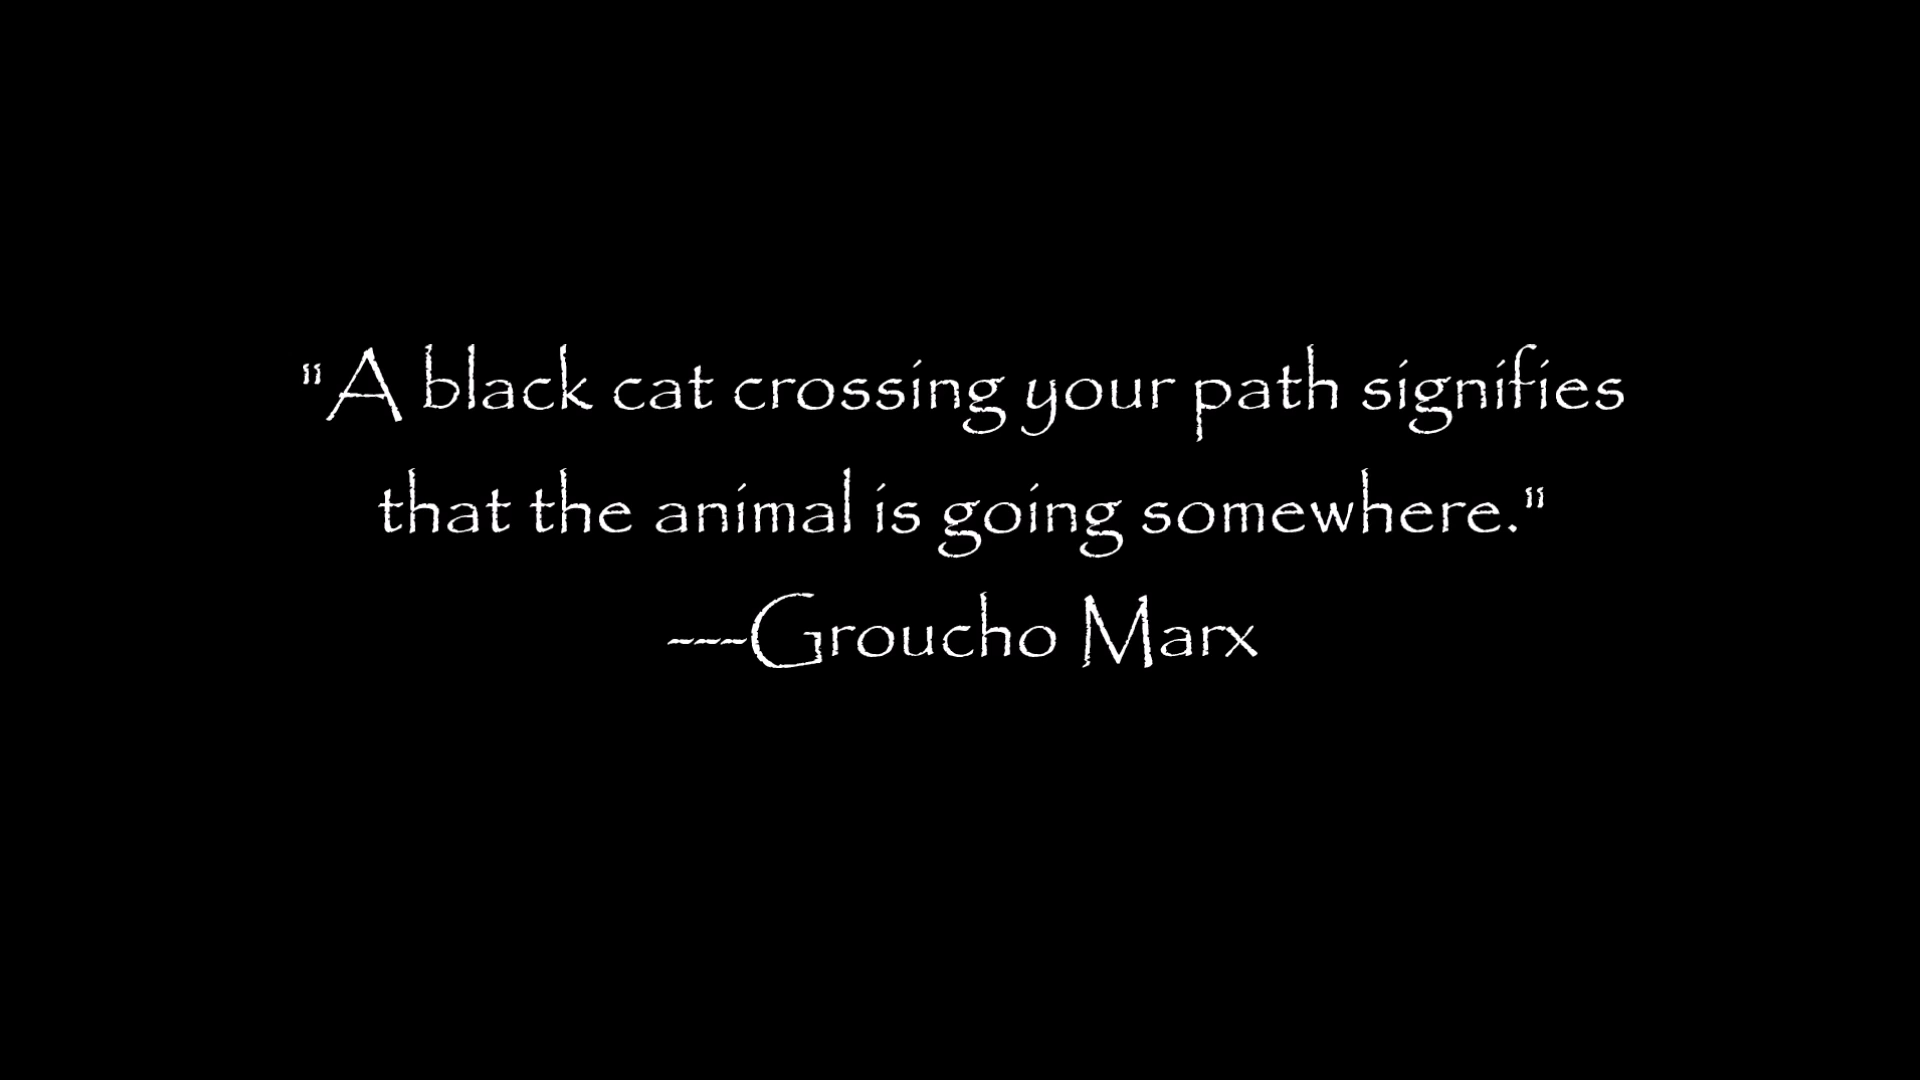 "A black cat crossing your path signifies
that the animal is going somewhere."
---Groucho Marx